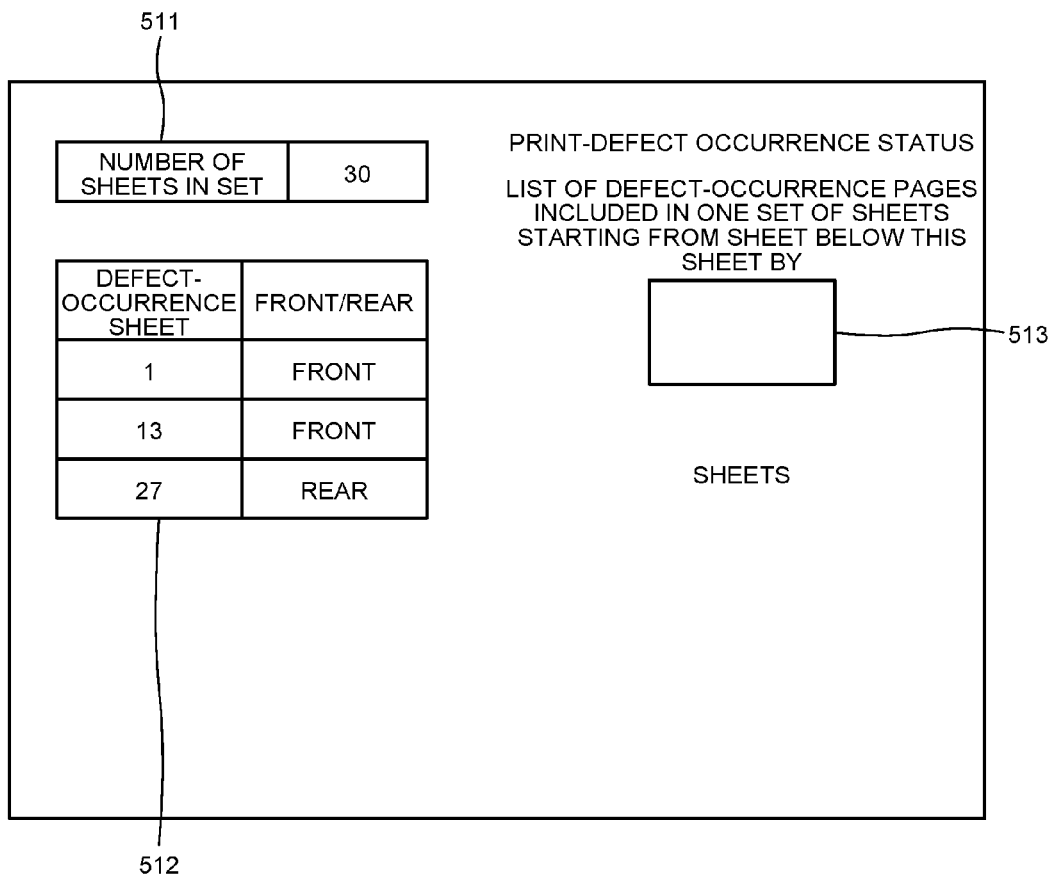 511
NUMBER OF
SHEETS IN SET
30
DEFECT-
OCCURRENCE
SHEET
FRONT/REAR
1
FRONT
13
FRONT
27
REAR
512
PRINT-DEFECT OCCURRENCE STATUS
LIST OF DEFECT-OCCURRENCE PAGES
INCLUDED IN ONE SET OF SHEETS
STARTING FROM SHEET BELOW THIS
SHEET BY
513
SHEETS